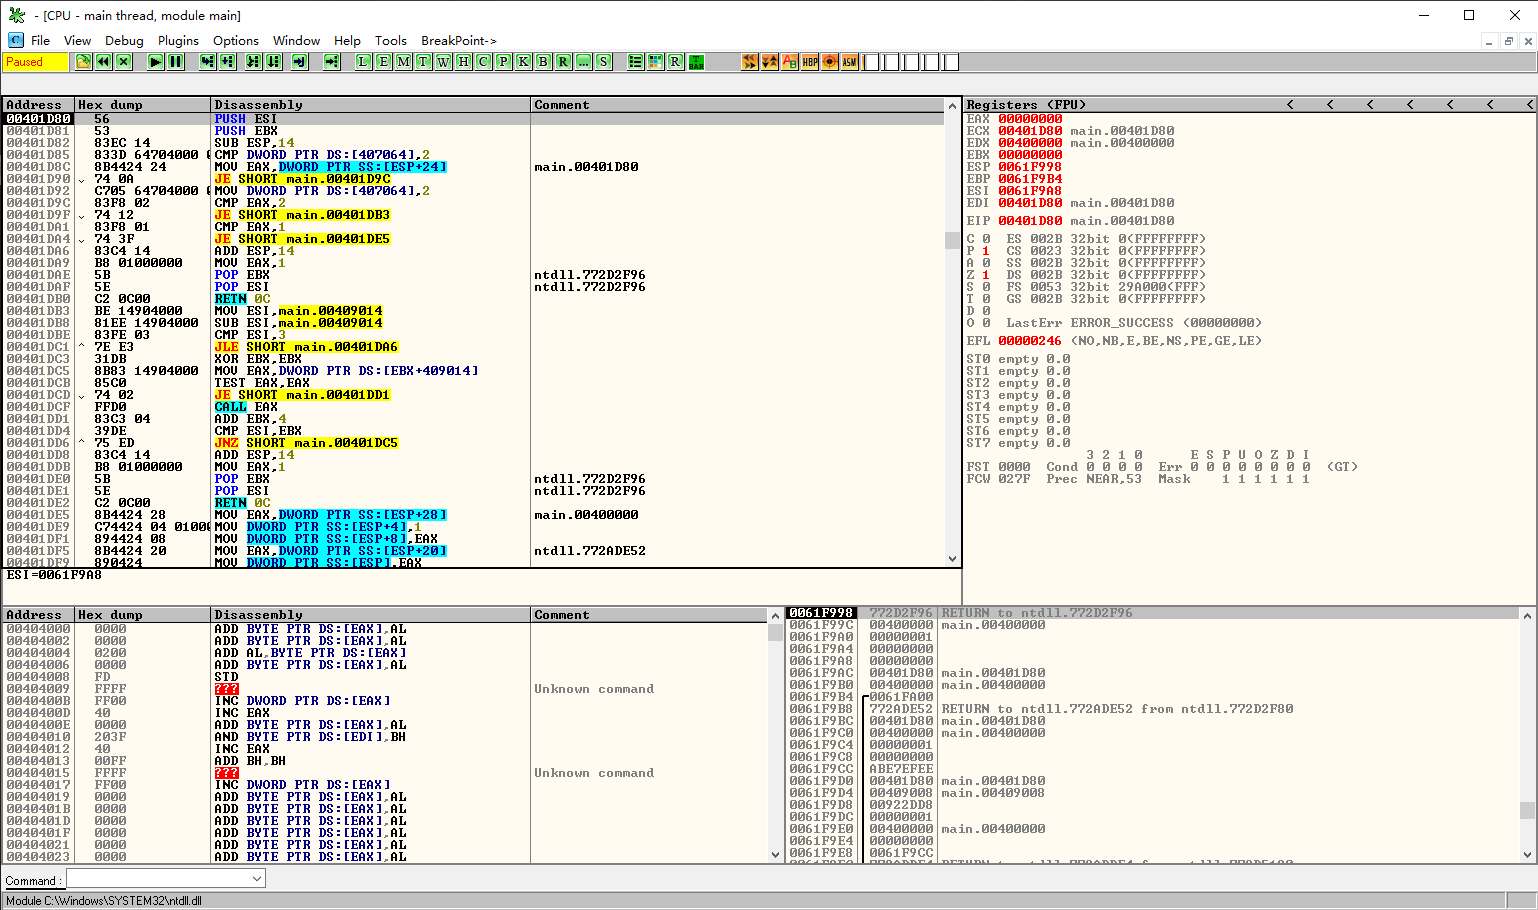 - [CPU - main thread, module main]
C File View Debug Plugins Options Window Help Tools BreakPoint->
Paused L E M T W H C P K B R ... S R T BAR HBP ASM
Address Hex dump Disassembly Comment
00401D80 56 PUSH ESI
00401D81 53 PUSH EBX
00401D82 83EC 14 SUB ESP,14
00401D85 833D 64704000 CMP DWORD PTR DS:[407064],2
00401D8C 8B4424 24 MOV EAX,DWORD PTR SS:[ESP+24] main.00401D80
00401D90 74 0A JE SHORT main.00401D9C
00401D92 C705 64704000 MOV DWORD PTR DS:[407064],2
00401D9C 83F8 02 CMP EAX,2
00401D9F 74 12 JE SHORT main.00401DB3
00401DA1 83F8 01 CMP EAX,1
00401DA4 74 3F JE SHORT main.00401DE5
00401DA6 83C4 14 ADD ESP,14
00401DA9 B8 01000000 MOV EAX,1
00401DAE 5B POP EBX ntdll.772D2F96
00401DAF 5E POP ESI ntdll.772D2F96
00401DB0 C2 0C00 RETN 0C
00401DB3 BE 14904000 MOV ESI,main.00409014
00401DB8 81EE 14904000 SUB ESI,main.00409014
00401DBE 83FE 03 CMP ESI,3
00401DC1 ^ 7E E3 JLE SHORT main.00401DA6
00401DC3 31DB XOR EBX,EBX
00401DC5 8B83 14904000 MOV EAX,DWORD PTR DS:[EBX+409014]
00401DCB 85C0 TEST EAX,EAX
00401DCD 74 02 JE SHORT main.00401DD1
00401DCF FFD0 CALL EAX
00401DD1 83C3 04 ADD EBX,4
00401DD4 39DE CMP ESI,EBX
00401DD6 ^ 75 ED JNZ SHORT main.00401DC5
00401DD8 83C4 14 ADD ESP,14
00401DDB B8 01000000 MOV EAX,1
00401DE0 5B POP EBX ntdll.772D2F96
00401DE1 5E POP ESI ntdll.772D2F96
00401DE2 C2 0C00 RETN 0C
00401DE5 8B4424 28 MOV EAX,DWORD PTR SS:[ESP+28] main.00400000
00401DE9 C74424 04 0100 MOV DWORD PTR SS:[ESP+4],1
00401DF1 894424 08 MOV DWORD PTR SS:[ESP+8],EAX
00401DF5 8B4424 20 MOV EAX,DWORD PTR SS:[ESP+20] ntdll.772ADE52
00401DF9 890424 MOV DWORD PTR SS:[ESP],EAX
ESI=0061F9A8
Registers (FPU) < < < < < < <
EAX 00000000
ECX 00401D80 main.00401D80
EDX 00400000 main.00400000
EBX 00000000
ESP 0061F998
EBP 0061F9B4
ESI 0061F9A8
EDI 00401D80 main.00401D80
EIP 00401D80 main.00401D80
C 0 ES 002B 32bit 0(FFFFFFFF)
P 1 CS 0023 32bit 0(FFFFFFFF)
A 0 SS 002B 32bit 0(FFFFFFFF)
Z 1 DS 002B 32bit 0(FFFFFFFF)
S 0 FS 0053 32bit 29A000(FFF)
T 0 GS 002B 32bit 0(FFFFFFFF)
D 0
O 0 LastErr ERROR_SUCCESS (00000000)
EFL 00000246 (NO,NB,E,BE,NS,PE,GE,LE)
ST0 empty 0.0
ST1 empty 0.0
ST2 empty 0.0
ST3 empty 0.0
ST4 empty 0.0
ST5 empty 0.0
ST6 empty 0.0
ST7 empty 0.0
3 2 1 0 E S P U O Z D I
FST 0000 Cond 0 0 0 0 Err 0 0 0 0 0 0 0 0 (GT)
FCW 027F Prec NEAR,53 Mask 1 1 1 1 1 1
Address Hex dump Disassembly Comment
00404000 0000 ADD BYTE PTR DS:[EAX],AL
00404002 0000 ADD BYTE PTR DS:[EAX],AL
00404004 0200 ADD AL,BYTE PTR DS:[EAX]
00404006 0000 ADD BYTE PTR DS:[EAX],AL
00404008 FD STD
00404009 FFFF ??? Unknown command
0040400B FF00 INC DWORD PTR DS:[EAX]
0040400D 40 INC EAX
0040400E 0000 ADD BYTE PTR DS:[EAX],AL
00404010 203F AND BYTE PTR DS:[EDI],BH
00404012 40 INC EAX
00404013 00FF ADD BH,BH
00404015 FFFF ??? Unknown command
00404017 FF00 INC DWORD PTR DS:[EAX]
00404019 0000 ADD BYTE PTR DS:[EAX],AL
0040401B 0000 ADD BYTE PTR DS:[EAX],AL
0040401D 0000 ADD BYTE PTR DS:[EAX],AL
0040401F 0000 ADD BYTE PTR DS:[EAX],AL
00404021 0000 ADD BYTE PTR DS:[EAX],AL
00404023 0000 ADD BYTE PTR DS:[EAX],AL
0061F998 772D2F96 RETURN to ntdll.772D2F96
0061F99C 00400000 main.00400000
0061F9A0 00000001
0061F9A4 00000000
0061F9A8 00000000
0061F9AC 00401D80 main.00401D80
0061F9B0 00400000 main.00400000
0061F9B4 0061FA00
0061F9B8 772ADE52 RETURN to ntdll.772ADE52 from ntdll.772D2F80
0061F9BC 00401D80 main.00401D80
0061F9C0 00400000 main.00400000
0061F9C4 00000001
0061F9C8 00000000
0061F9CC ABE7EFEE
0061F9D0 00401D80 main.00401D80
0061F9D4 00409008 main.00409008
0061F9D8 00922DD8
0061F9DC 00000001
0061F9E0 00400000 main.00400000
0061F9E4 00000000
0061F9E8 0061F9CC
Command :
Module C:\Windows\SYSTEM32\ntdll.dll